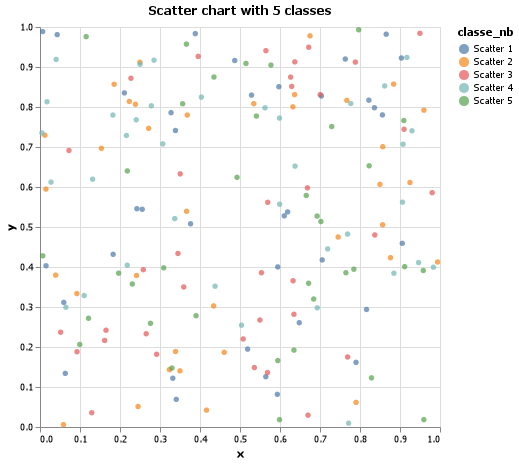 Scatter chart with 5 classes
classe_nb
Scatter 1
Scatter 2
Scatter 3
Scatter 4
Scatter 5
1.0
0.9
0.8
0.7
0.6
0.5
0.4
0.3
0.2
0.1
0.0
y
0.0 0.1 0.2 0.3 0.4 0.5 0.6 0.7 0.8 0.9 1.0
x